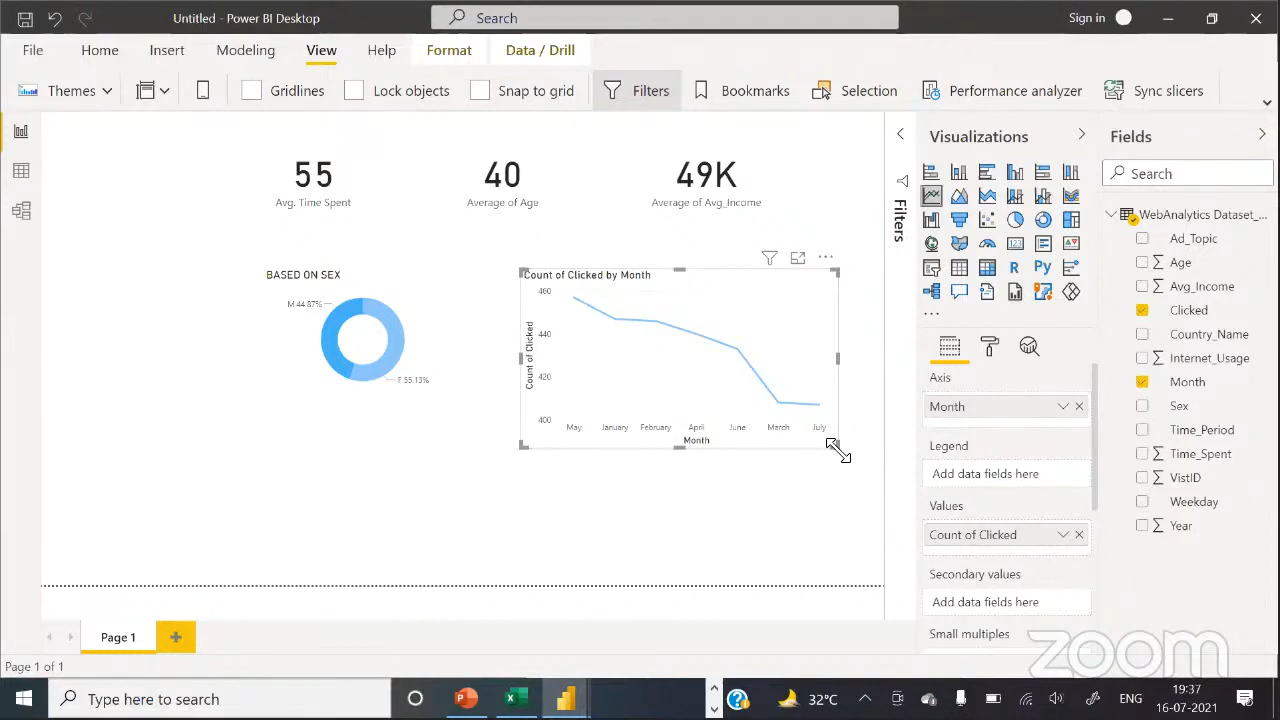 Untitled - Power BI Desktop
Search
Sign in
File
Home
Insert
Modeling
View
Help
Format
Data / Drill
Themes
Gridlines
Lock objects
Snap to grid
Filters
Bookmarks
Selection
Performance analyzer
Sync slicers
55
Avg. Time Spent
40
Average of Age
49K
Average of Avg_Income
BASED ON SEX
M 44.87%
F 55.13%
Count of Clicked by Month
Count of Clicked
460
440
420
400
May
January
February
April
June
March
July
Month
Filters
Visualizations
123
R
Py
Axis
Month
Legend
Add data fields here
Values
Count of Clicked
Secondary values
Add data fields here
Small multiples
Fields
Search
WebAnalytics Dataset_...
Ad_Topic
Age
Avg_Income
Clicked
Country_Name
Internet_Usage
Month
Sex
Time_Period
Time_Spent
VistID
Weekday
Year
Page 1
Page 1 of 1
zoom
Type here to search
32°C
ENG
19:37
16-07-2021